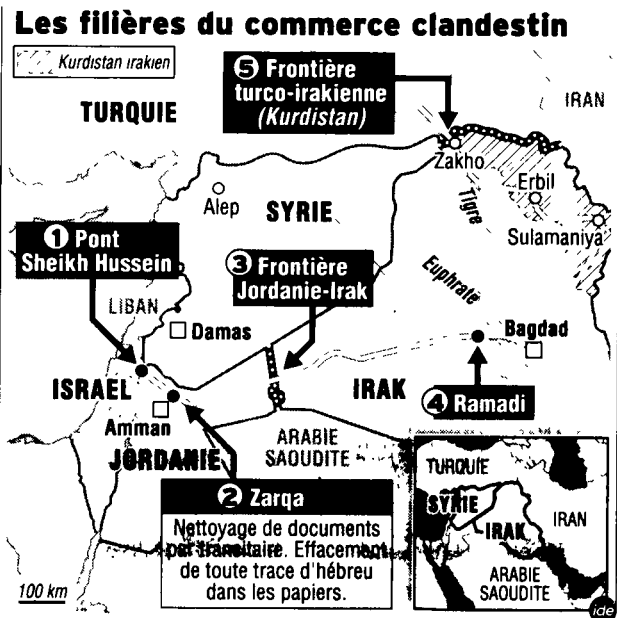 Les filières du commerce clandestin
Kurdistan irakien
5 Frontière
turco-irakienne
(Kurdistan)
TURQUIE
IRAN
Zakho
Erbil
Alep
SYRIE
Tigre
Sulamaniya
1 Pont
Sheikh Hussein
3 Frontière
Jordanie-Irak
Euphrate
LIBAN
Damas
Bagdad
ISRAEL
IRAK
4 Ramadi
Amman
ARABIE
SAOUDITE
JORDANIE
2 Zarqa
Nettoyage de documents
par transitaire. Effacement
de toute trace d'hébreu
dans les papiers.
100 km
TURQUIE
SYRIE
IRAK
IRAN
ARABIE
SAOUDITE
ide